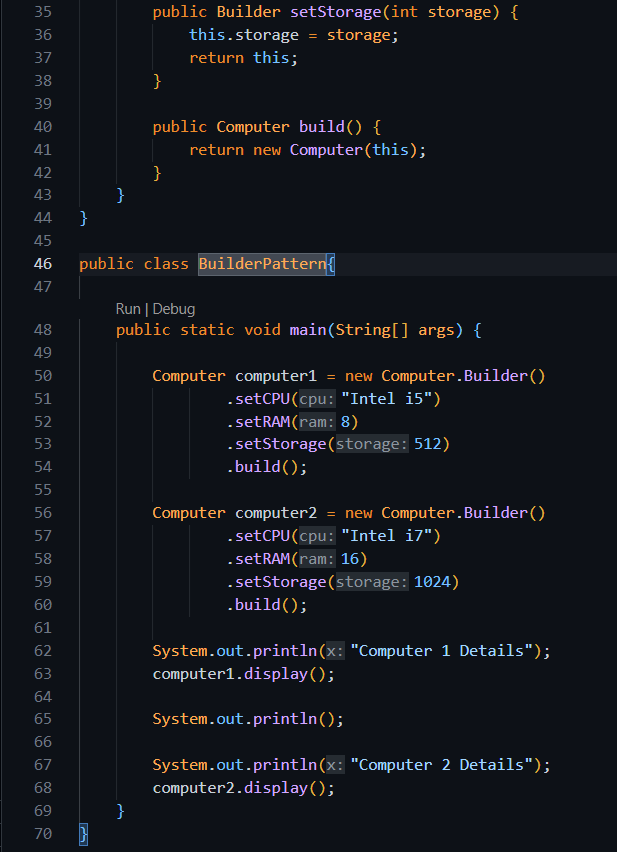 35 public Builder setStorage(int storage) {
36 this.storage = storage;
37 return this;
38 }
39
40 public Computer build() {
41 return new Computer(this);
42 }
43 }
44 }
45
46 public class BuilderPattern{
47
Run | Debug
48 public static void main(String[] args) {
49
50 Computer computer1 = new Computer.Builder()
51 .setCPU(cpu: "Intel i5")
52 .setRAM(ram: 8)
53 .setStorage(storage: 512)
54 .build();
55
56 Computer computer2 = new Computer.Builder()
57 .setCPU(cpu: "Intel i7")
58 .setRAM(ram: 16)
59 .setStorage(storage: 1024)
60 .build();
61
62 System.out.println(x: "Computer 1 Details");
63 computer1.display();
64
65 System.out.println();
66
67 System.out.println(x: "Computer 2 Details");
68 computer2.display();
69 }
70 }